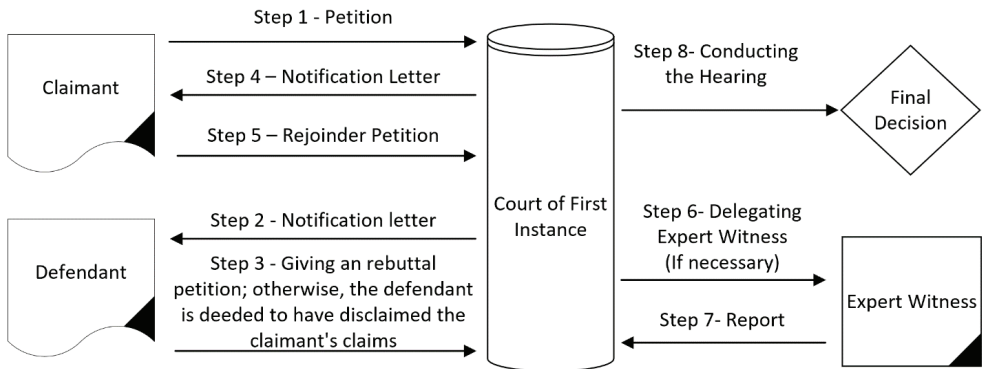 Step 1 - Petition
Claimant
Step 4 – Notification Letter
Step 5 – Rejoinder Petition
Step 2 - Notification letter
Defendant
Step 3 - Giving an rebuttal
petition; otherwise, the defendant
is deeded to have disclaimed the
claimant's claims
Court of First
Instance
Step 8- Conducting
the Hearing
Final
Decision
Step 6- Delegating
Expert Witness
(If necessary)
Expert Witness
Step 7- Report